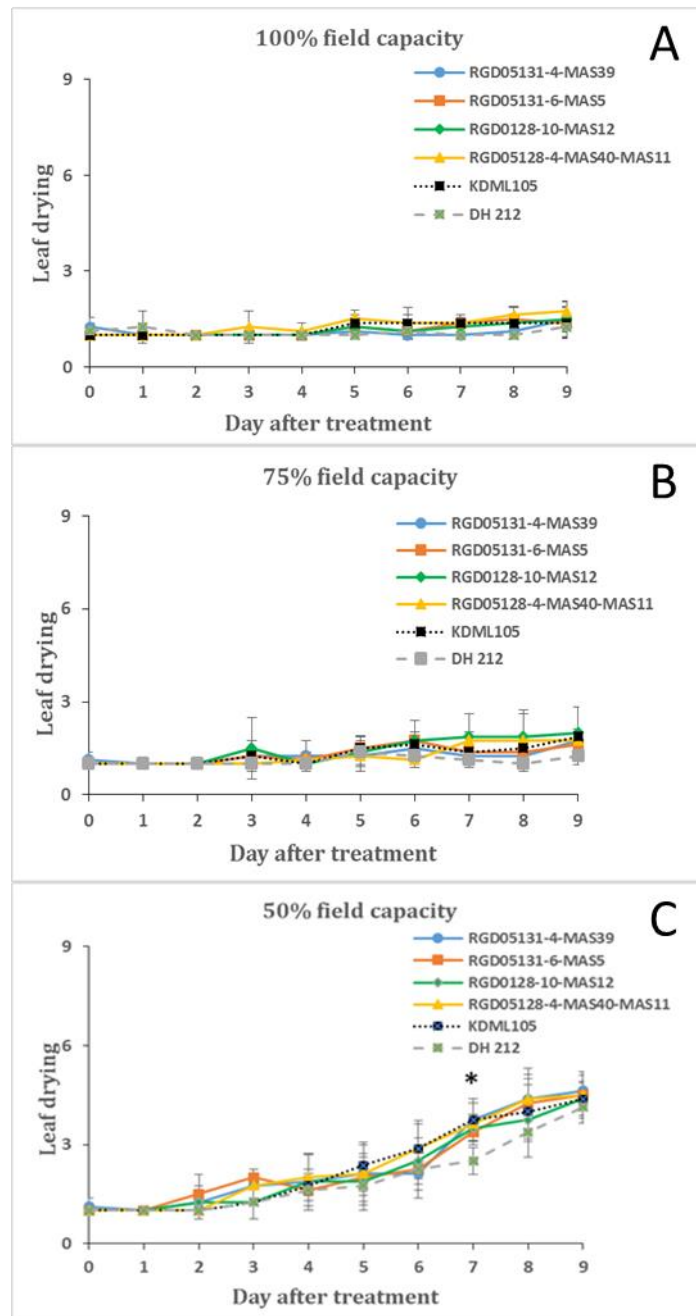 100% field capacity
A
RGD05131-4-MAS39
RGD05131-6-MAS5
RGD0128-10-MAS12
RGD05128-4-MAS40-MAS11
KDML105
DH 212
Leaf drying
9
6
3
0
0 1 2 3 4 5 6 7 8 9
Day after treatment
75% field capacity
B
RGD05131-4-MAS39
RGD05131-6-MAS5
RGD0128-10-MAS12
RGD05128-4-MAS40-MAS11
KDML105
DH 212
Leaf drying
9
6
3
0
0 1 2 3 4 5 6 7 8 9
Day after treatment
50% field capacity
C
RGD05131-4-MAS39
RGD05131-6-MAS5
RGD0128-10-MAS12
RGD05128-4-MAS40-MAS11
KDML105
DH 212
*
Leaf drying
9
6
3
0
0 1 2 3 4 5 6 7 8 9
Day after treatment